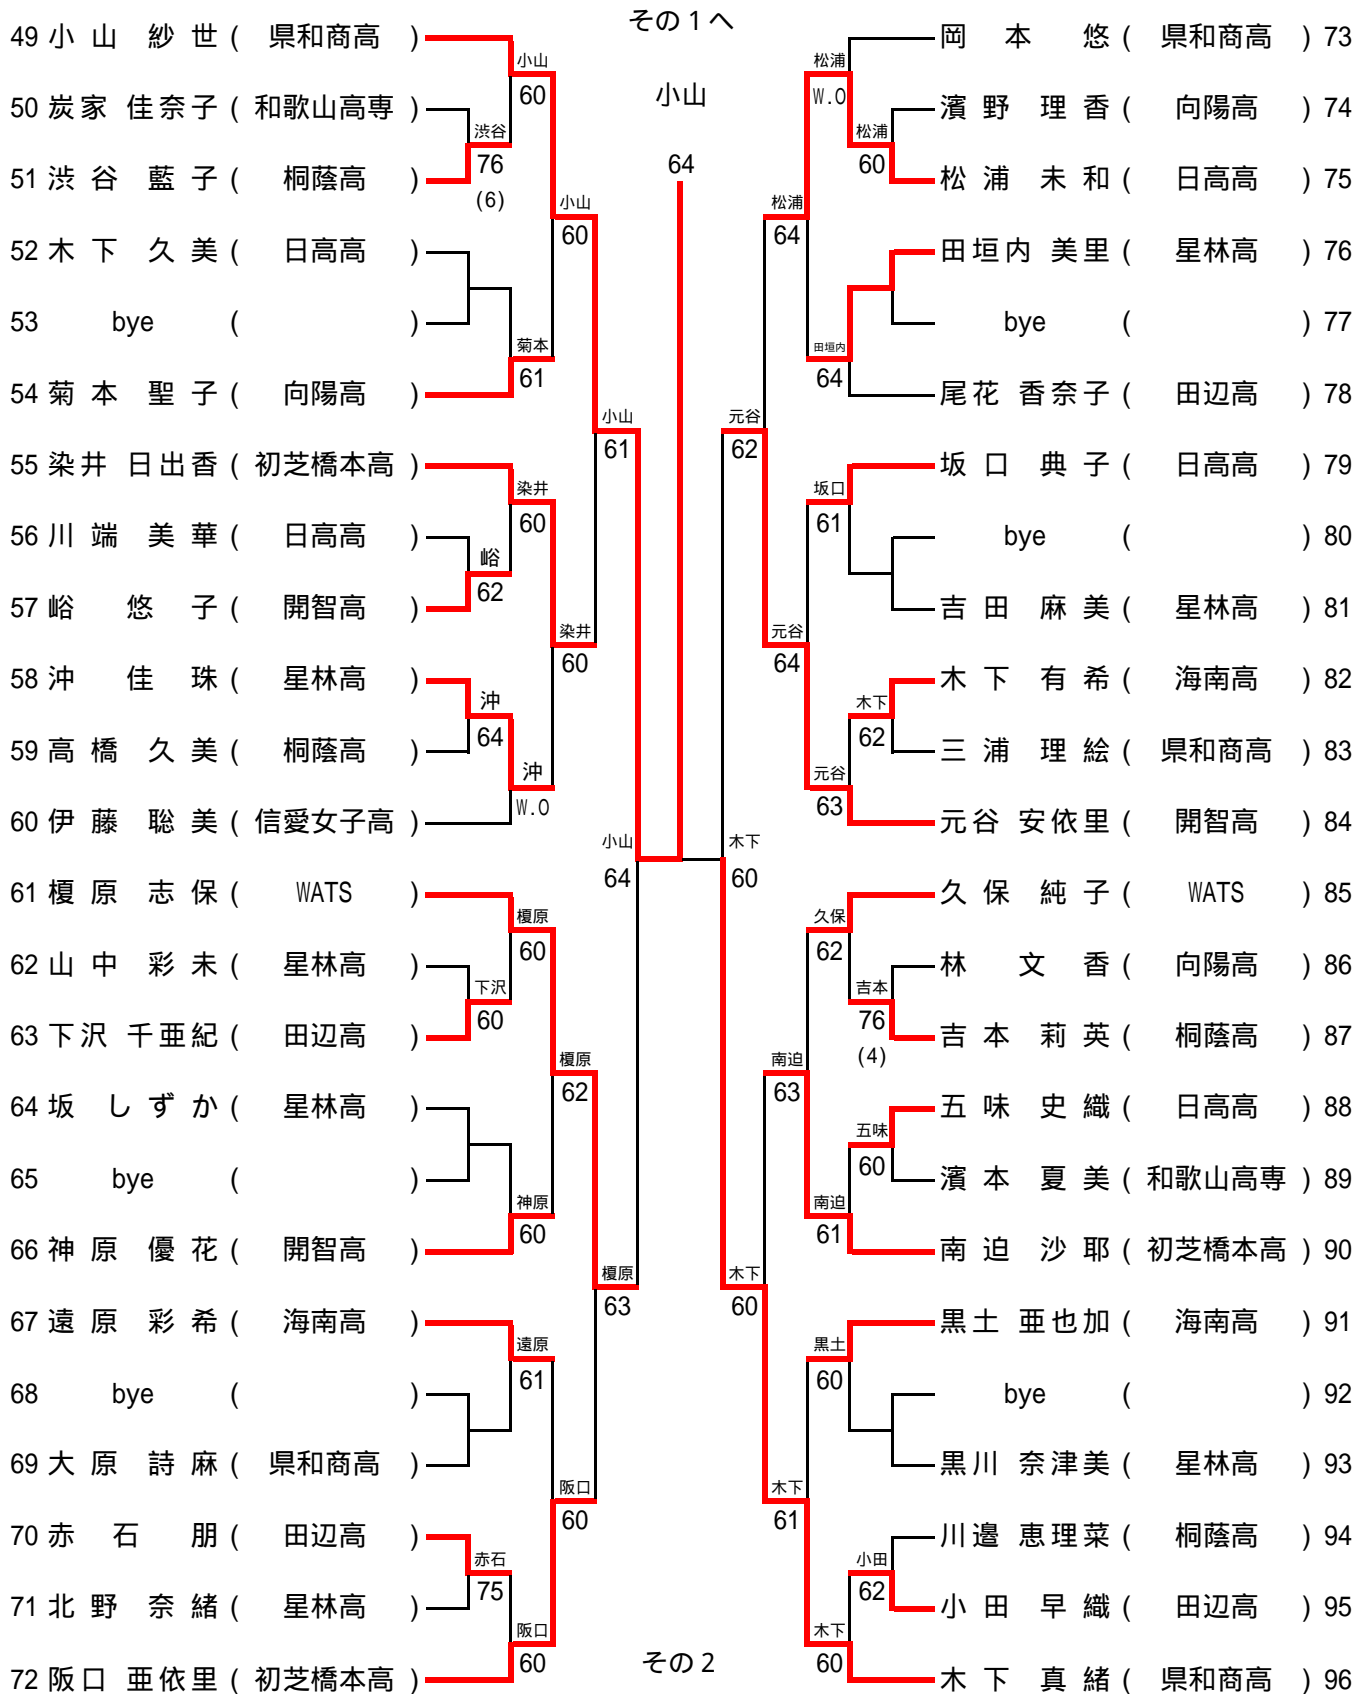 その1へ
小山
64
49 小 山 紗 世 ( 県和商高 )
50 炭家 佳奈子 ( 和歌山高専 )
51 渋 谷 藍 子 ( 桐蔭高 )
52 木 下 久 美 ( 日高高 )
53 bye ( )
54 菊 本 聖 子 ( 向陽高 )
55 染井 日出香 ( 初芝橋本高 )
56 川 端 美 華 ( 日高高 )
57 峪 悠 子 ( 開智高 )
58 沖 佳 珠 ( 星林高 )
59 高 橋 久 美 ( 桐蔭高 )
60 伊 藤 聡 美 ( 信愛女子高 )
61 榎 原 志 保 ( WATS )
62 山 中 彩 未 ( 星林高 )
63 下沢 千亜紀 ( 田辺高 )
64 坂 しずか ( 星林高 )
65 bye ( )
66 神 原 優 花 ( 開智高 )
67 遠 原 彩 希 ( 海南高 )
68 bye ( )
69 大 原 詩 麻 ( 県和商高 )
70 赤 石 朋 ( 田辺高 )
71 北 野 奈 緒 ( 星林高 )
72 阪口 亜依里 ( 初芝橋本高 )
小山
60
渋谷
76
(6)
小山
60
菊本
61
小山
61
染井
60
峪
62
染井
60
沖
64
沖
W.O
小山
64
榎原
60
下沢
60
榎原
62
神原
60
榎原
63
遠原
61
阪口
60
赤石
75
阪口
60
松浦
W.O
松浦
60
松浦
64
田垣内
64
元谷
62
坂口
61
元谷
64
木下
62
元谷
63
木下
60
久保
62
吉本
76
(4)
南迫
63
五味
60
南迫
61
木下
60
黒土
60
木下
61
小田
62
木下
60
岡 本 悠 ( 県和商高 ) 73
濱 野 理 香 ( 向陽高 ) 74
松 浦 未 和 ( 日高高 ) 75
田垣内 美里 ( 星林高 ) 76
bye ( ) 77
尾花 香奈子 ( 田辺高 ) 78
坂 口 典 子 ( 日高高 ) 79
bye ( ) 80
吉 田 麻 美 ( 星林高 ) 81
木 下 有 希 ( 海南高 ) 82
三 浦 理 絵 ( 県和商高 ) 83
元谷 安依里 ( 開智高 ) 84
久 保 純 子 ( WATS ) 85
林 文 香 ( 向陽高 ) 86
吉 本 莉 英 ( 桐蔭高 ) 87
五 味 史 織 ( 日高高 ) 88
濱 本 夏 美 ( 和歌山高専 ) 89
南 迫 沙 耶 ( 初芝橋本高 ) 90
黒土 亜也加 ( 海南高 ) 91
bye ( ) 92
黒川 奈津美 ( 星林高 ) 93
川邉 恵理菜 ( 桐蔭高 ) 94
小 田 早 織 ( 田辺高 ) 95
木 下 真 緒 ( 県和商高 ) 96
その2